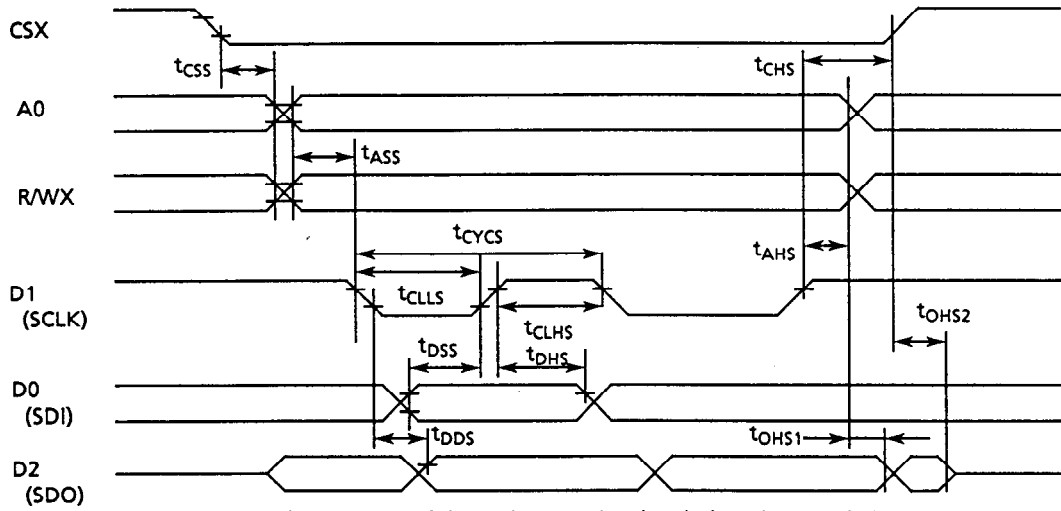 CSX
tCSS
tCHS
A0
tASS
R/WX
tCYCS
tAHS
D1
(SCLK)
tCLLS
tCLHS
tOHS2
tDSS
tDHS
D0
(SDI)
tDDS
tOHS1
D2
(SDO)